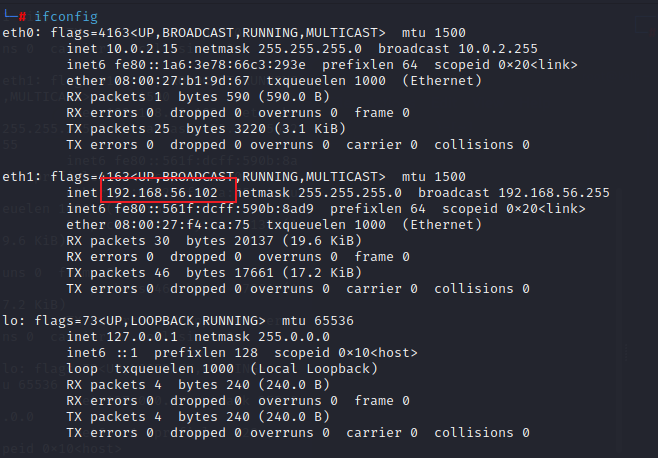 └─# ifconfig
eth0: flags=4163<UP,BROADCAST,RUNNING,MULTICAST>  mtu 1500
        inet 10.0.2.15  netmask 255.255.255.0  broadcast 10.0.2.255
        inet6 fe80::1a6:3e78:66c3:293e  prefixlen 64  scopeid 0×20<link>
        ether 08:00:27:b1:9d:67  txqueuelen 1000  (Ethernet)
        RX packets 1  bytes 590 (590.0 B)
        RX errors 0  dropped 0  overruns 0  frame 0
        TX packets 25  bytes 3220 (3.1 KiB)
        TX errors 0  dropped 0 overruns 0  carrier 0  collisions 0

eth1: flags=4163<UP,BROADCAST,RUNNING,MULTICAST>  mtu 1500
        inet 192.168.56.102  netmask 255.255.255.0  broadcast 192.168.56.255
        inet6 fe80::561f:dcff:590b:8ad9  prefixlen 64  scopeid 0×20<link>
        ether 08:00:27:f4:ca:75  txqueuelen 1000  (Ethernet)
        RX packets 30  bytes 20137 (19.6 KiB)
        RX errors 0  dropped 0  overruns 0  frame 0
        TX packets 46  bytes 17661 (17.2 KiB)
        TX errors 0  dropped 0 overruns 0  carrier 0  collisions 0

lo: flags=73<UP,LOOPBACK,RUNNING>  mtu 65536
        inet 127.0.0.1  netmask 255.0.0.0
        inet6 ::1  prefixlen 128  scopeid 0×10<host>
        loop  txqueuelen 1000  (Local Loopback)
        RX packets 4  bytes 240 (240.0 B)
        RX errors 0  dropped 0  overruns 0  frame 0
        TX packets 4  bytes 240 (240.0 B)
        TX errors 0  dropped 0 overruns 0  carrier 0  collisions 0